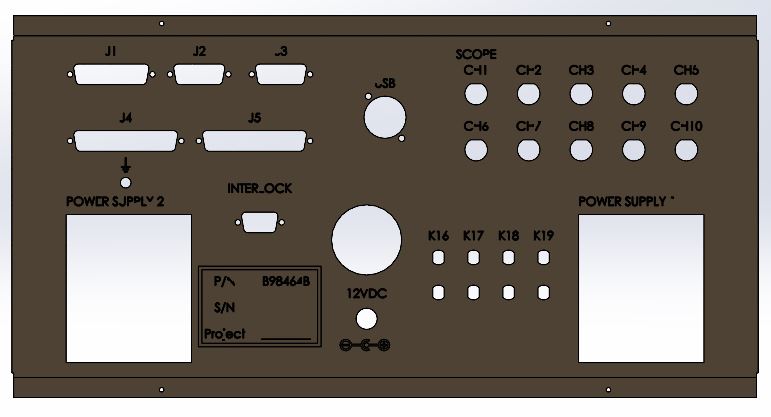 J1 J2 J3
SCOPE
CH1 CH2 CH3 CH4 CH5
USB
J4 J5
CH6 CH7 CH8 CH9 CH10
INTERLOCK
POWER SUPPLY 2
POWER SUPPLY 1
K16 K17 K18 K19
P/N B98464B
12VDC
S/N
Project